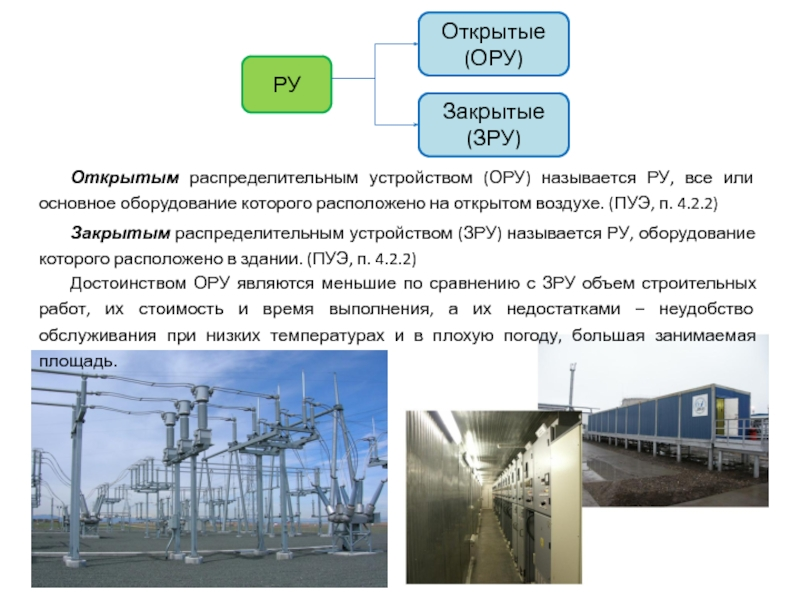 Открытые
(ОРУ)
РУ
Закрытые
(ЗРУ)
Открытым распределительным устройством (ОРУ) называется РУ, все или
основное оборудование которого расположено на открытом воздухе. (ПУЭ, п. 4.2.2)
Закрытым распределительным устройством (ЗРУ) называется РУ, оборудование
которого расположено в здании. (ПУЭ, п. 4.2.2)
Достоинством ОРУ являются меньшие по сравнению с ЗРУ объем строительных
работ, их стоимость и время выполнения, а их недостатками – неудобство
обслуживания при низких температурах и в плохую погоду, большая занимаемая
площадь.